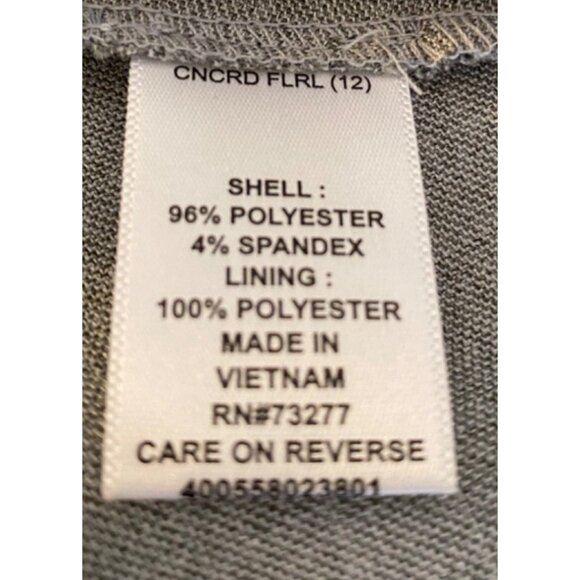 CNCRD FLRL (12)
SHELL :
96% POLYESTER
4% SPANDEX
LINING :
100% POLYESTER
MADE IN
VIETNAM
RN#73277
CARE ON REVERSE
400558023801